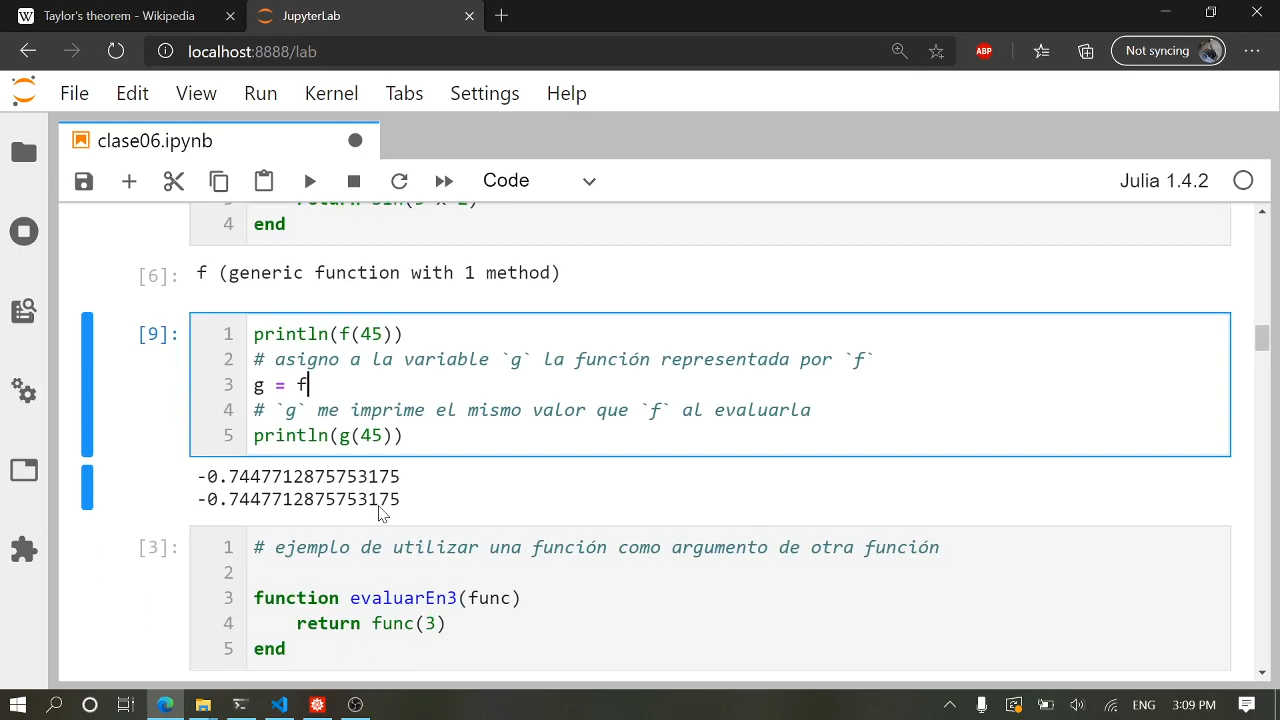 Taylor's theorem - Wikipedia
JupyterLab
localhost:8888/lab
ABP
Not syncing
File Edit View Run Kernel Tabs Settings Help
clase06.ipynb
Code
Julia 1.4.2
4 end
[6]: f (generic function with 1 method)
[9]: 1 println(f(45))
2 # asigno a la variable `g` la función representada por `f`
3 g = f
4 # `g` me imprime el mismo valor que `f` al evaluarla
5 println(g(45))
-0.7447712875753175
-0.7447712875753175
[3]: 1 # ejemplo de utilizar una función como argumento de otra función
2
3 function evaluarEn3(func)
4 return func(3)
5 end
ENG 3:09 PM